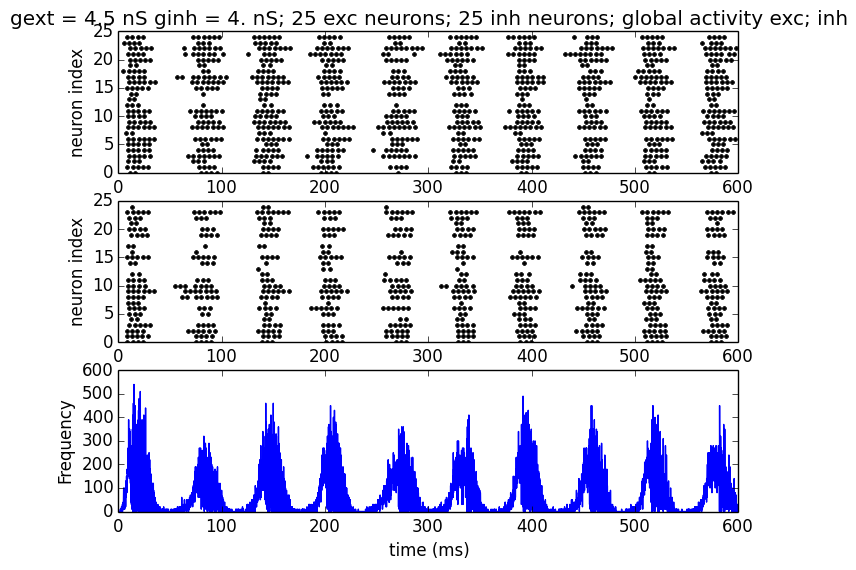 gext = 4.5 nS ginh = 4. nS; 25 exc neurons; 25 inh neurons; global activity exc; inh
25
20
15
10
5
0
neuron index
0 100 200 300 400 500 600
25
20
15
10
5
0
neuron index
0 100 200 300 400 500 600
600
500
400
300
200
100
0
Frequency
0 100 200 300 400 500 600
time (ms)